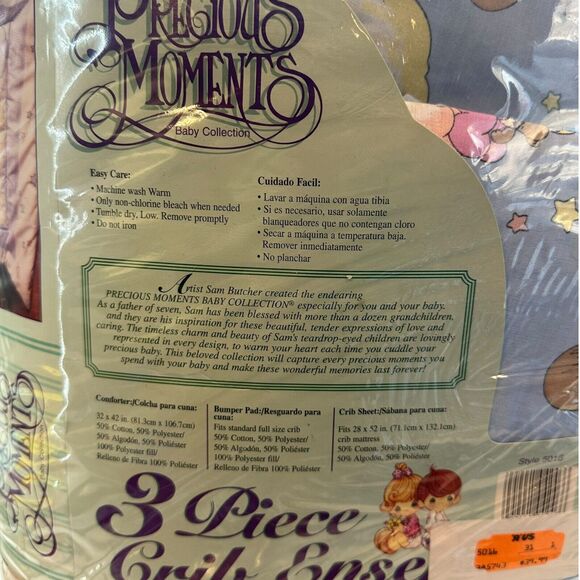 PRECIOUS
MOMENTS
Baby Collection
Easy Care:
• Machine wash Warm
• Only non-chlorine bleach when needed
• Tumble dry, Low. Remove promptly
• Do not iron
Cuidado Facil:
• Lavar a máquina con agua tibia
• Si es necesario, usar solamente
blanqueadores que no contengan cloro
• Secar a máquina a temperatura baja.
Remover inmediatamente
• No planchar
Artist Sam Butcher created the endearing
PRECIOUS MOMENTS BABY COLLECTION® especially for you and your baby.
As a father of seven, Sam has been blessed with more than a dozen grandchildren,
and they are his inspiration for these beautiful, tender expressions of love and
caring. The timeless charm and beauty of Sam's teardrop-eyed children are lovingly
represented in every design, to warm your heart each time you cuddle your
precious baby. This beloved collection will capture every precious moments you
spend with your baby and make these wonderful memories last forever!
Comforter:/Colcha para cuna:
32 x 42 in. (81.3cm x 106.7cm)
50% Cotton, 50% Polyester/
50% Algodón, 50% Poliéster
100% Polyester fill/
Relleno de Fibra 100% Poliéster
Bumper Pad:/Resguardo para
cuna:
Fits standard full size crib
50% Cotton, 50% Polyester/
50% Algodón, 50% Poliéster
100% Polyester fill/
Relleno de Fibra 100% Poliéster
Crib Sheet:/Sábana para cuna:
Fits 28 x 52 in. (71.1cm x 132.1cm)
crib mattress
50% Cotton, 50% Polyester/
50% Algodón, 50% Poliéster
Style 5016
3 Piece
Crib Ense
MOMENTS
"R"US
5016 31 2